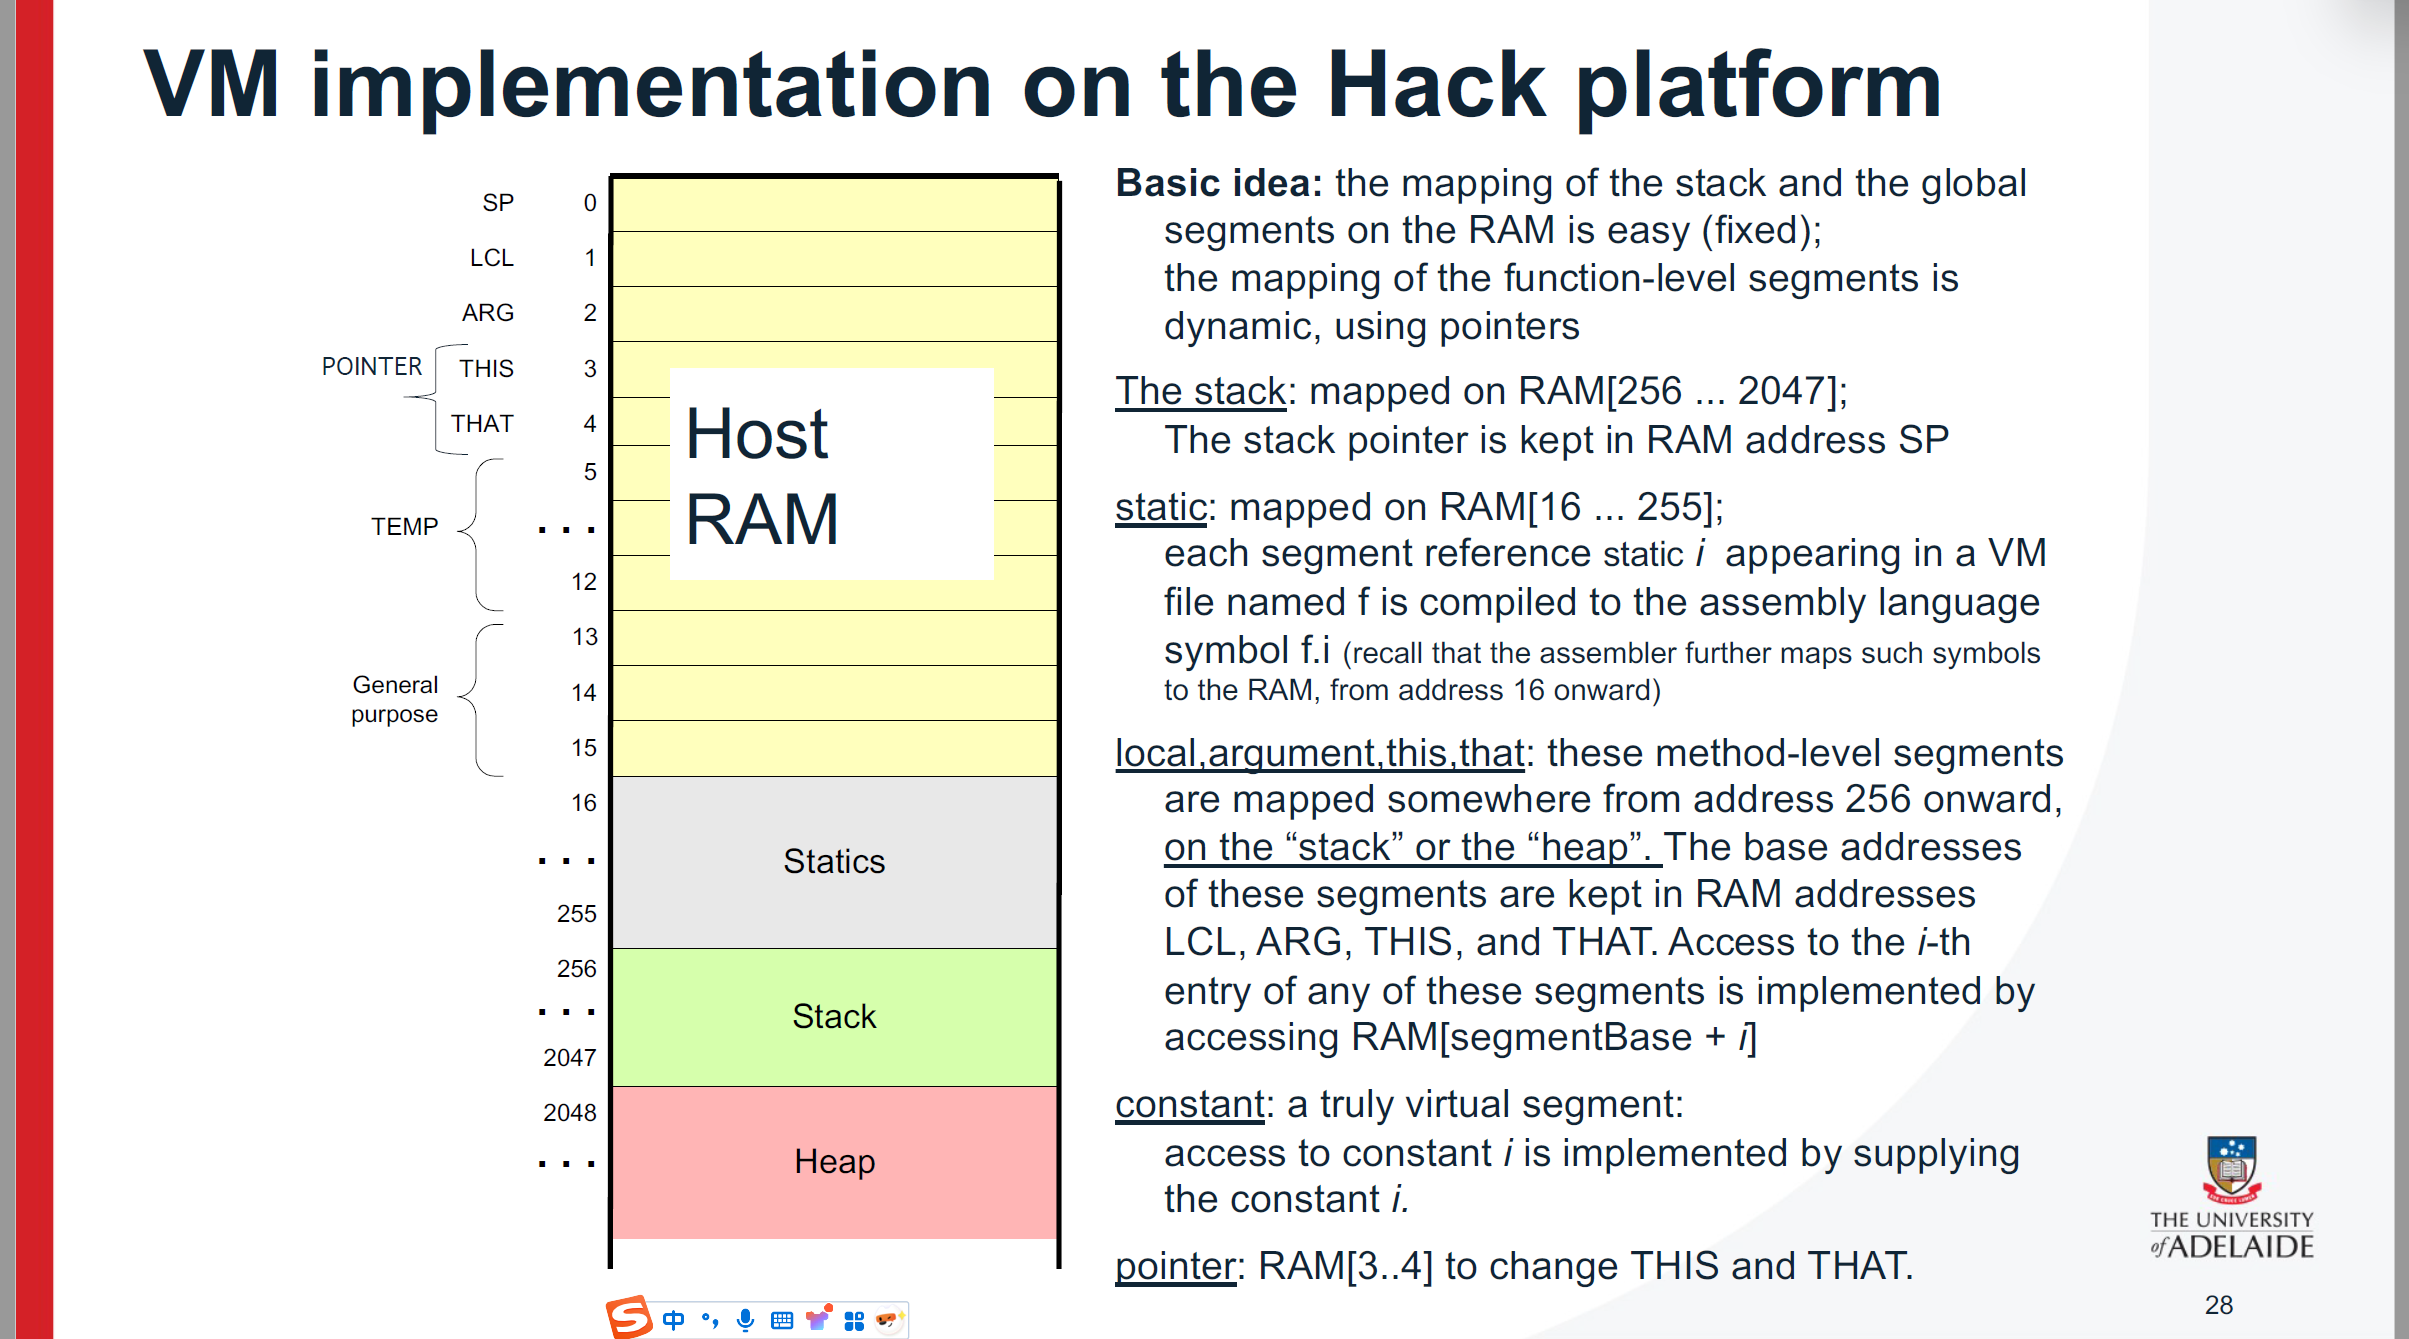 VM implementation on the Hack platform
SP 0
LCL 1
ARG 2
POINTER
THIS 3
THAT 4
5
TEMP
. . .
12
13
General
purpose
14
15
16
. . .
255
256
. . .
2047
2048
. . .
Host
RAM
Statics
Stack
Heap
Basic idea: the mapping of the stack and the global
segments on the RAM is easy (fixed);
the mapping of the function-level segments is
dynamic, using pointers
The stack: mapped on RAM[256 ... 2047];
The stack pointer is kept in RAM address SP
static: mapped on RAM[16 ... 255];
each segment reference static i appearing in a VM
file named f is compiled to the assembly language
symbol f.i (recall that the assembler further maps such symbols
to the RAM, from address 16 onward)
local,argument,this,that: these method-level segments
are mapped somewhere from address 256 onward,
on the “stack” or the “heap”. The base addresses
of these segments are kept in RAM addresses
LCL, ARG, THIS, and THAT. Access to the i-th
entry of any of these segments is implemented by
accessing RAM[segmentBase + i]
constant: a truly virtual segment:
access to constant i is implemented by supplying
the constant i.
pointer: RAM[3..4] to change THIS and THAT.
THE UNIVERSITY
of ADELAIDE
28
S 中